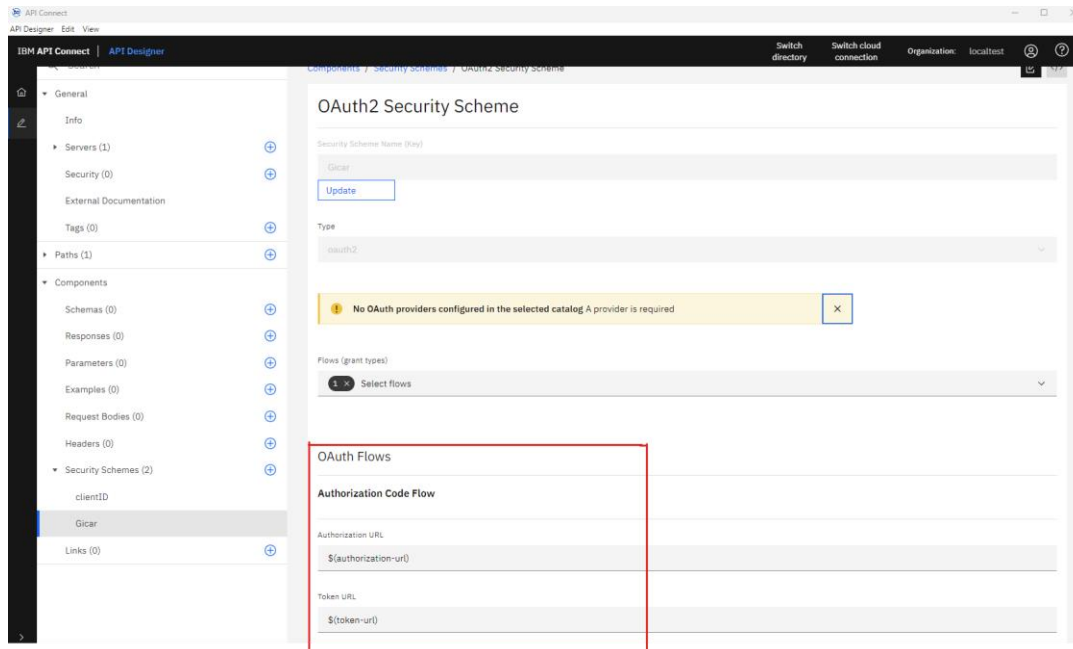 API Connect
API Designer Edit View
IBM API Connect | API Designer
Switch directory
Switch cloud connection
Organization: localtest
Search
Components / Security Schemes / OAuth2 Security Scheme
General
Info
Servers (1)
Security (0)
External Documentation
Tags (0)
Paths (1)
Components
Schemas (0)
Responses (0)
Parameters (0)
Examples (0)
Request Bodies (0)
Headers (0)
Security Schemes (2)
clientID
Gicar
Links (0)
OAuth2 Security Scheme
Security Scheme Name (Key)
Gicar
Update
Type
oauth2
No OAuth providers configured in the selected catalog A provider is required
Flows (grant types)
1 × Select flows
OAuth Flows
Authorization Code Flow
Authorization URL
$(authorization-url)
Token URL
$(token-url)